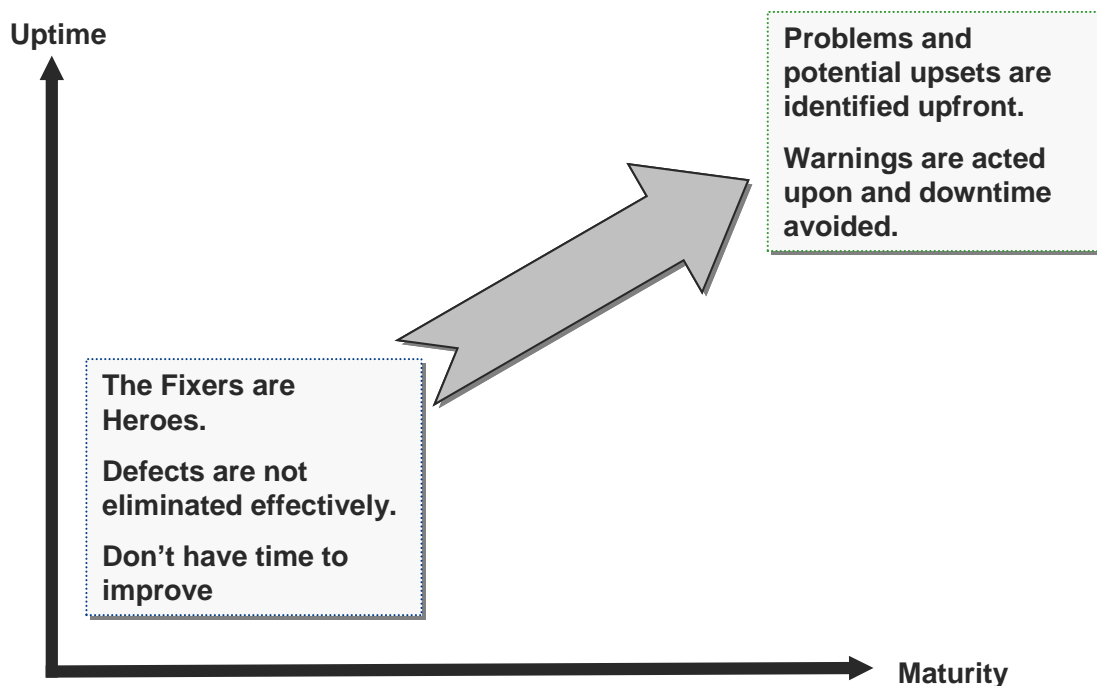 Uptime
Problems and
potential upsets are
identified upfront.
Warnings are acted
upon and downtime
avoided.
The Fixers are
Heroes.
Defects are not
eliminated effectively.
Don’t have time to
improve
Maturity